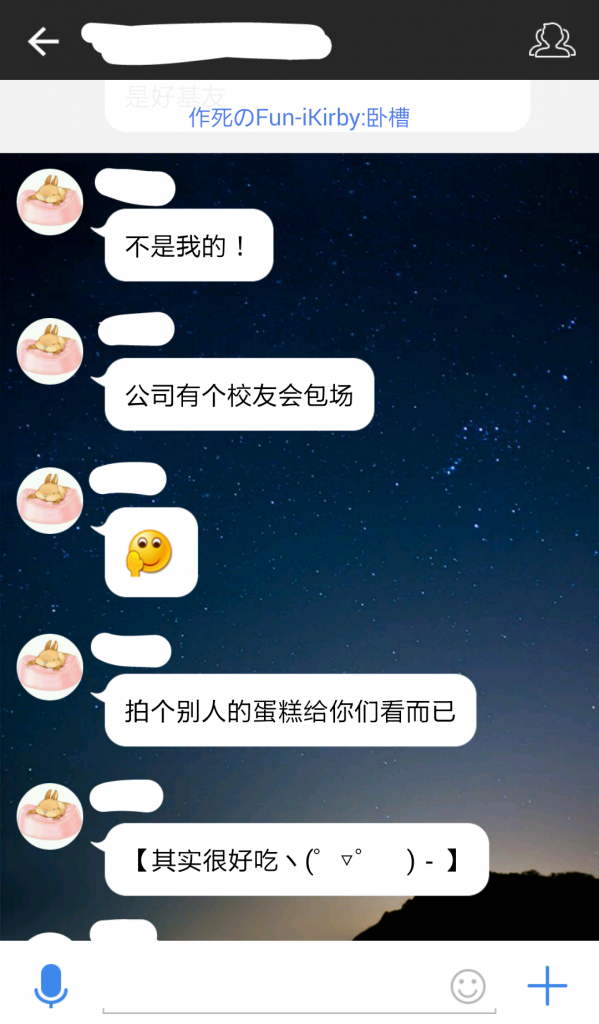 是好基友
作死のFun-iKirby:卧槽
不是我的！
公司有个校友会包场
拍个别人的蛋糕给你们看而已
【其实很好吃ヽ(ﾟ▽ﾟ　)-】